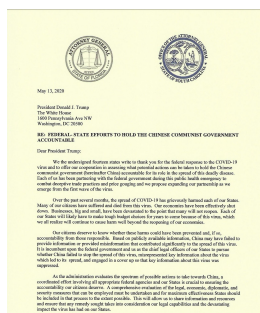 May 13, 2020
President Donald J. Trump
The White House
1600 Pennsylvania Ave NW
Washington, DC 20500
RE: FEDERAL-STATE EFFORTS TO HOLD THE CHINESE COMMUNIST GOVERNMENT
ACCOUNTABLE
Dear President Trump:
We the undersigned fourteen states write to thank you for the federal response to the COVID-19
virus and to offer our cooperation in assessing what potential actions can be taken to hold the Chinese
communist government (hereinafter China) accountable for its role in the spread of this deadly disease.
Each of us has been partnering with the federal government during this public health emergency to
combat deceptive trade practices and price gouging and we propose expanding our partnership as we
emerge from the first wave of the virus.
Over the past several months, the spread of COVID-19 has grievously harmed each of our States.
Many of our citizens have suffered and died from this virus. Our economies have been effectively shut
down. Businesses, big and small, have been devastated to the point that many will not reopen. Each of
our States will likely have to make tough budget choices for years to come because of this virus, which
we all realize will continue to cause harm well beyond the reopening of our economies.
Our citizens deserve to know whether these harms could have been prevented and, if so,
accountability from those responsible. Based on publicly available information, China may have failed to
provide information or provided misinformation that contributed significantly to the spread of this virus.
It is incumbent upon the federal government and us as the chief legal officers of our States to pursue
whether China failed to stop the spread of this virus, misrepresented key information about the virus
which led to its spread, and engaged in a cover up so that key information about this virus was
suppressed.
As the administration explores the spectrum of possible actions to take towards China, a
coordinated effort involving all appropriate federal agencies and our States is crucial to ensuring the
accountability our citizens deserve. A comprehensive evaluation of the legal, economic, diplomatic, and
security measures that can be employed must be undertaken and for maximum effectiveness States should
be included in that process to the extent possible. This will allow us to share information and resources
and ensure that any remedy sought takes into consideration our legal capabilities and the devastating
impact the virus has had on our States.